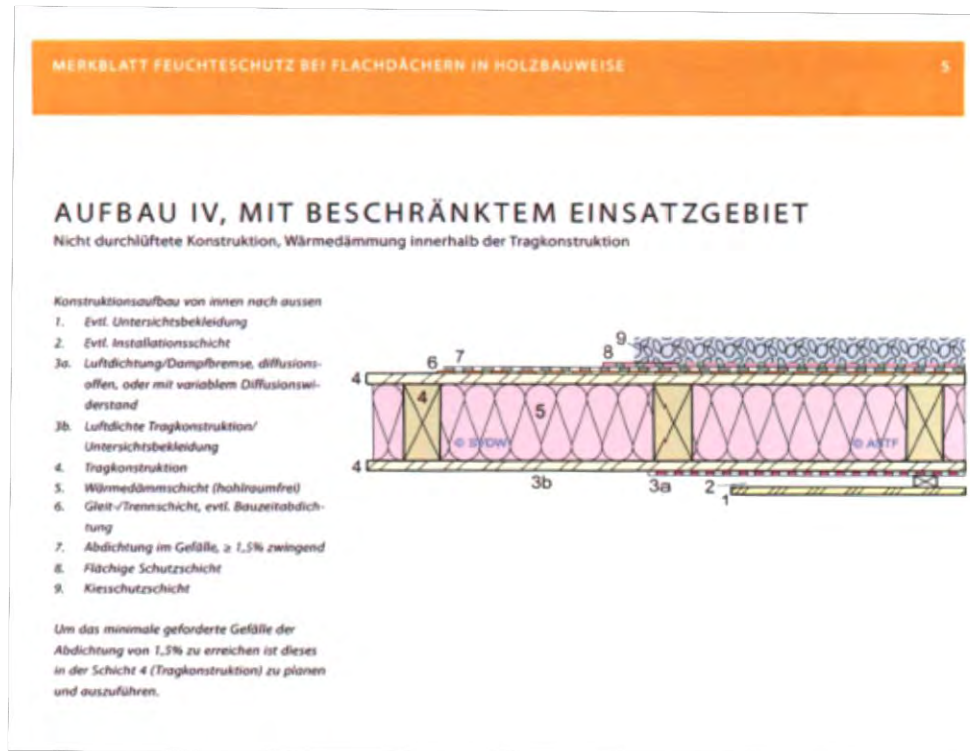 MERKBLATT FEUCHTESCHUTZ BEI FLACHDÄCHERN IN HOLZBAUWEISE 5
AUFBAU IV, MIT BESCHRÄNKTEM EINSATZGEBIET
Nicht durchlüftete Konstruktion, Wärmedämmung innerhalb der Tragkonstruktion
Konstruktionsaufbau von innen nach aussen
1. Evtl. Untersichtsbekleidung
2. Evtl. Installationsschicht
3a. Luftdichtung/Dampfbremse, diffusions-
offen, oder mit variablem Diffusionswi-
derstand
3b. Luftdichte Tragkonstruktion/
Untersichtsbekleidung
4. Tragkonstruktion
5. Wärmedämmschicht (hohlraumfrei)
6. Gleit-/Trennschicht, evtl. Bauzeitabdich-
tung
7. Abdichtung im Gefälle, ≥ 1,5% zwingend
8. Flächige Schutzschicht
9. Kiesschutzschicht
Um das minimale geforderte Gefälle der
Abdichtung von 1,5% zu erreichen ist dieses
in der Schicht 4 (Tragkonstruktion) zu planen
und auszuführen.
9
6 7 8
4
4
5
4
3b 3a 2
1